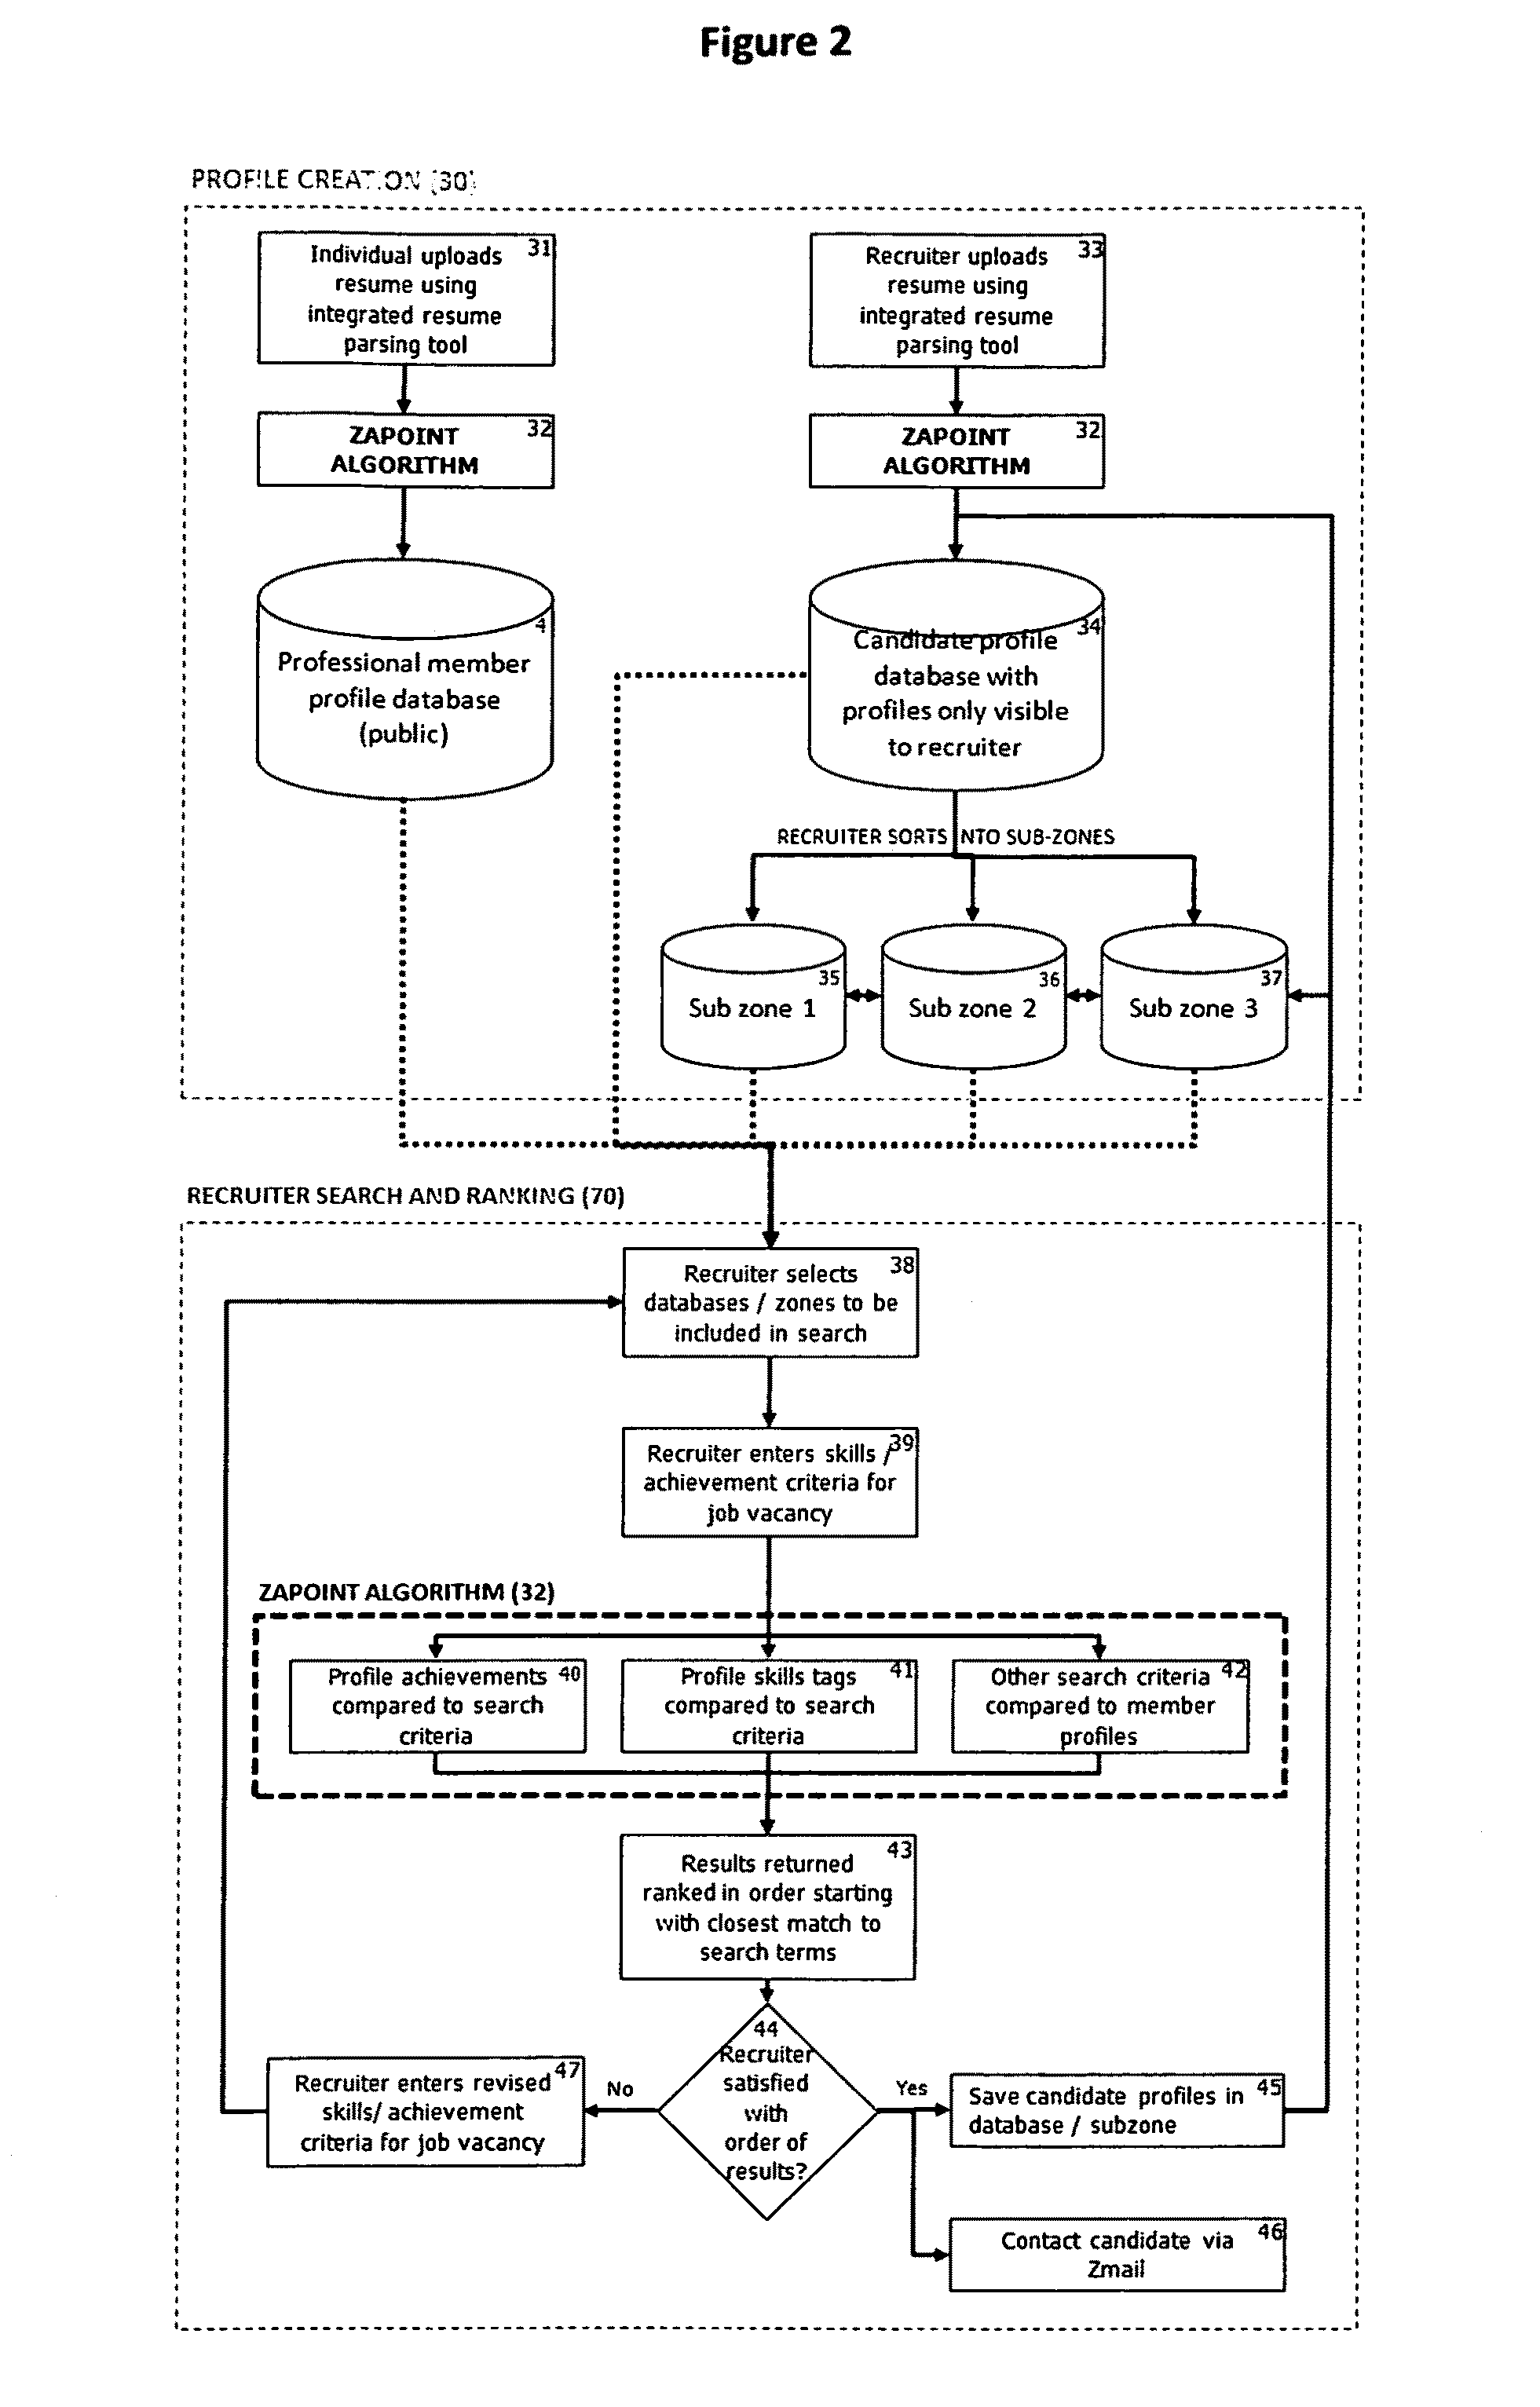 Figure 2
PROFILE CREATION (30)
31
Individual uploads
resume using
integrated resume
parsing tool
33
Recruiter uploads
resume using
integrated resume
parsing tool
32
ZAPOINT
ALGORITHM
32
ZAPOINT
ALGORITHM
4
Professional member
profile database
(public)
34
Candidate profile
database with
profiles only visible
to recruiter
RECRUITER SORTS INTO SUB-ZONES
35
Sub zone 1
36
Sub zone 2
37
Sub zone 3
RECRUITER SEARCH AND RANKING (70)
38
Recruiter selects
databases / zones to be
included in search
39
Recruiter enters skills /
achievement criteria for
job vacancy
ZAPOINT ALGORITHM (32)
Profile achievements 40
compared to search
criteria
Profile skills tags 41
compared to search
criteria
Other search criteria 42
compared to member
profiles
43
Results returned
ranked in order starting
with closest match to
search terms
44
Recruiter
satisfied
with
order of
results?
No
Yes
47
Recruiter enters revised
skills/ achievement
criteria for job vacancy
45
Save candidate profiles in
database / subzone
46
Contact candidate via
Zmail